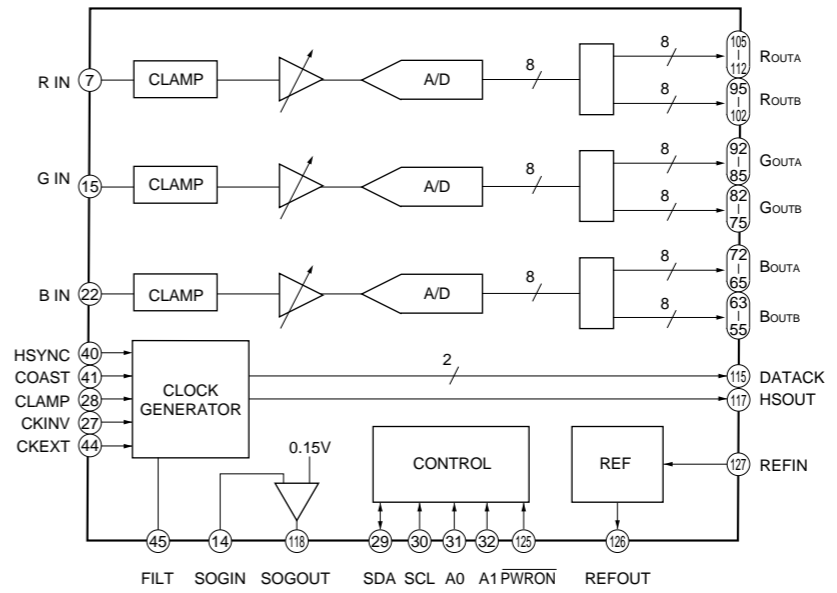 R IN 7 CLAMP A/D 8 8 105 | 112 ROUTA
8 95 | 102 ROUTB
G IN 15 CLAMP A/D 8 8 92 | 85 GOUTA
8 82 | 75 GOUTB
B IN 22 CLAMP A/D 8 8 72 | 65 BOUTA
8 63 | 55 BOUTB
HSYNC 40
COAST 41
CLAMP 28
CKINV 27
CKEXT 44
CLOCK
GENERATOR
2 115 DATACK
117 HSOUT
0.15V
CONTROL
REF
127 REFIN
45 14 118 29 30 31 32 125 126
FILT SOGIN SOGOUT SDA SCL A0 A1 PWRON REFOUT